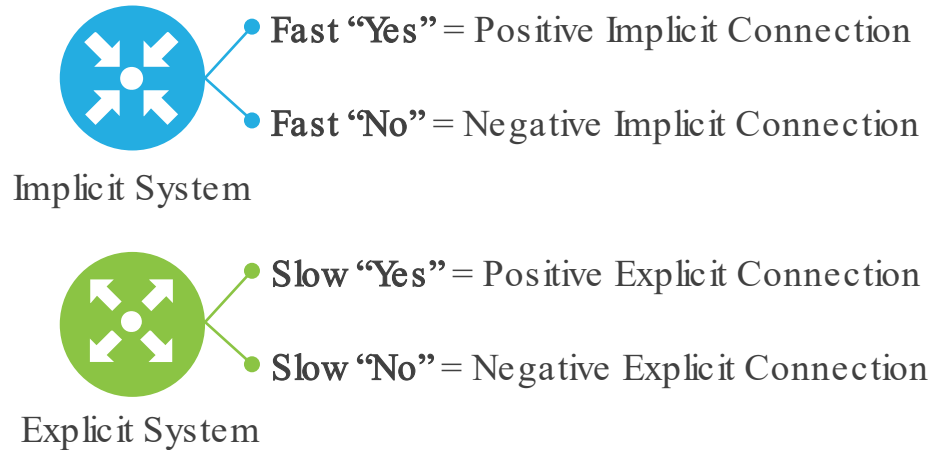 Fast “Yes” = Positive Implicit Connection
Fast “No” = Negative Implicit Connection
Implicit System
Slow “Yes” = Positive Explicit Connection
Slow “No” = Negative Explicit Connection
Explicit System